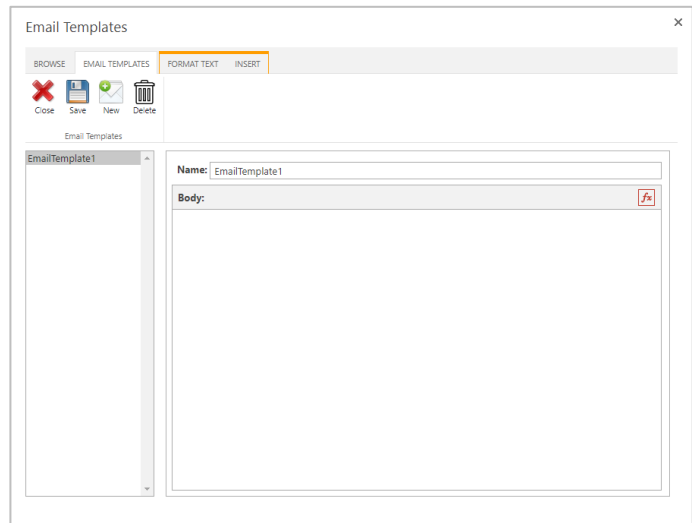 Email Templates
BROWSE EMAIL TEMPLATES FORMAT TEXT INSERT
Close Save New Delete
Email Templates
EmailTemplate1
Name: EmailTemplate1
Body: fx